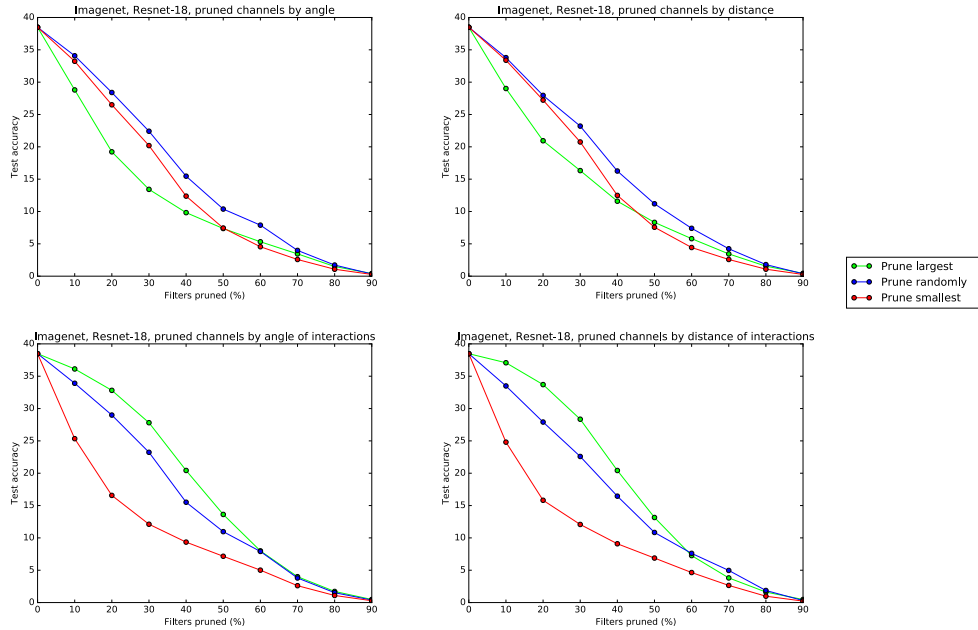 Imagenet, Resnet-18, pruned channels by angle
40
35
30
25
20
15
10
5
0
Test accuracy
0 10 20 30 40 50 60 70 80 90
Filters pruned (%)
Imagenet, Resnet-18, pruned channels by distance
40
35
30
25
20
15
10
5
0
Test accuracy
0 10 20 30 40 50 60 70 80 90
Filters pruned (%)
Prune largest
Prune randomly
Prune smallest
Imagenet, Resnet-18, pruned channels by angle of interactions
40
35
30
25
20
15
10
5
0
Test accuracy
0 10 20 30 40 50 60 70 80 90
Filters pruned (%)
Imagenet, Resnet-18, pruned channels by distance of interactions
40
35
30
25
20
15
10
5
0
Test accuracy
0 10 20 30 40 50 60 70 80 90
Filters pruned (%)